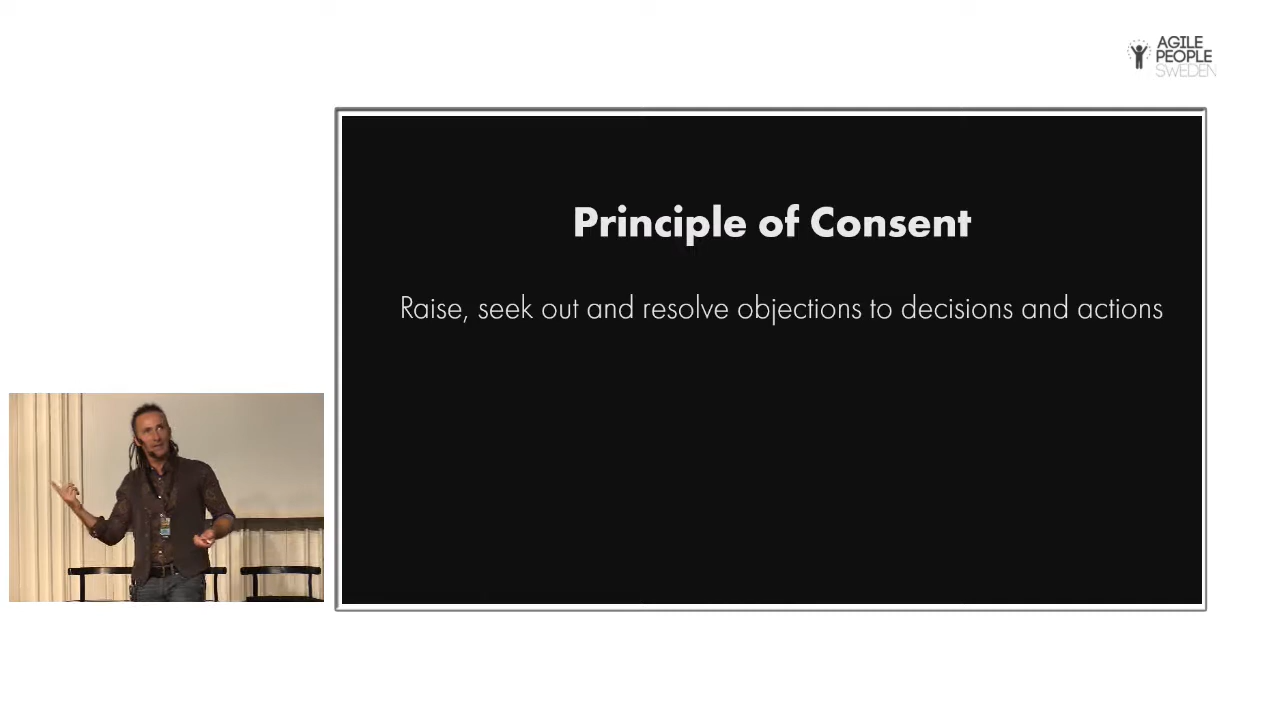 AGILE
PEOPLE
SWEDEN
Principle of Consent
Raise, seek out and resolve objections to decisions and actions